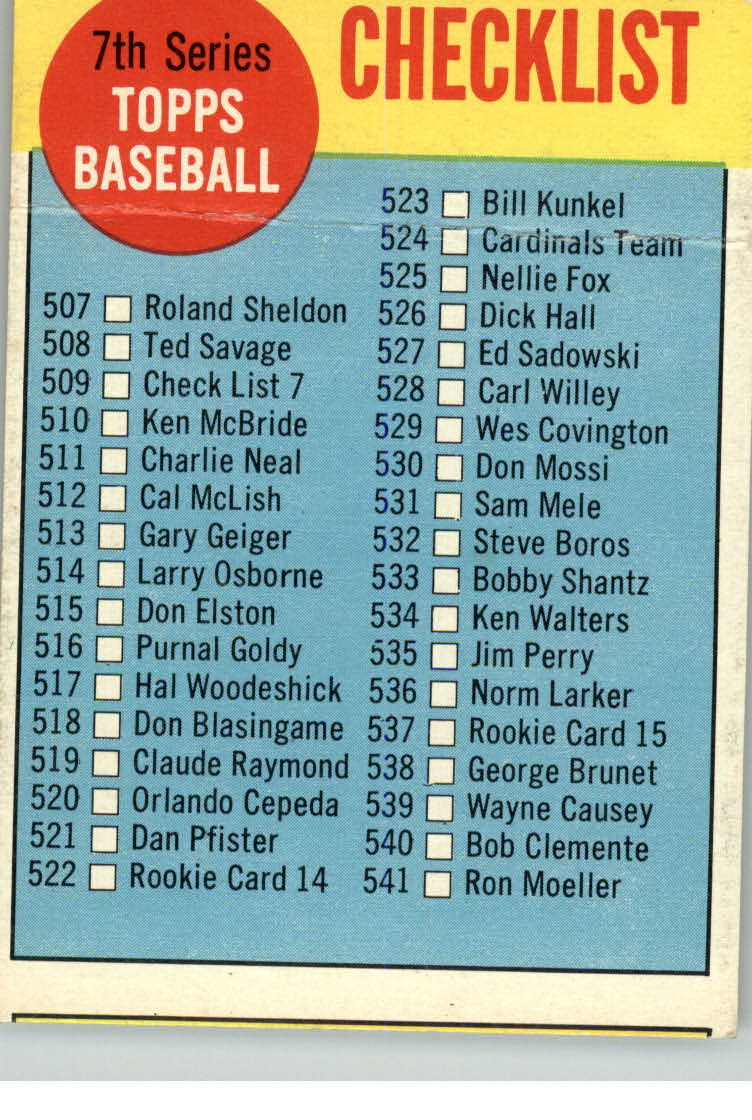 7th Series
TOPPS
BASEBALL
CHECKLIST
507 Roland Sheldon
508 Ted Savage
509 Check List 7
510 Ken McBride
511 Charlie Neal
512 Cal McLish
513 Gary Geiger
514 Larry Osborne
515 Don Elston
516 Purnal Goldy
517 Hal Woodeshick
518 Don Blasingame
519 Claude Raymond
520 Orlando Cepeda
521 Dan Pfister
522 Rookie Card 14
523 Bill Kunkel
524 Cardinals Team
525 Nellie Fox
526 Dick Hall
527 Ed Sadowski
528 Carl Willey
529 Wes Covington
530 Don Mossi
531 Sam Mele
532 Steve Boros
533 Bobby Shantz
534 Ken Walters
535 Jim Perry
536 Norm Larker
537 Rookie Card 15
538 George Brunet
539 Wayne Causey
540 Bob Clemente
541 Ron Moeller